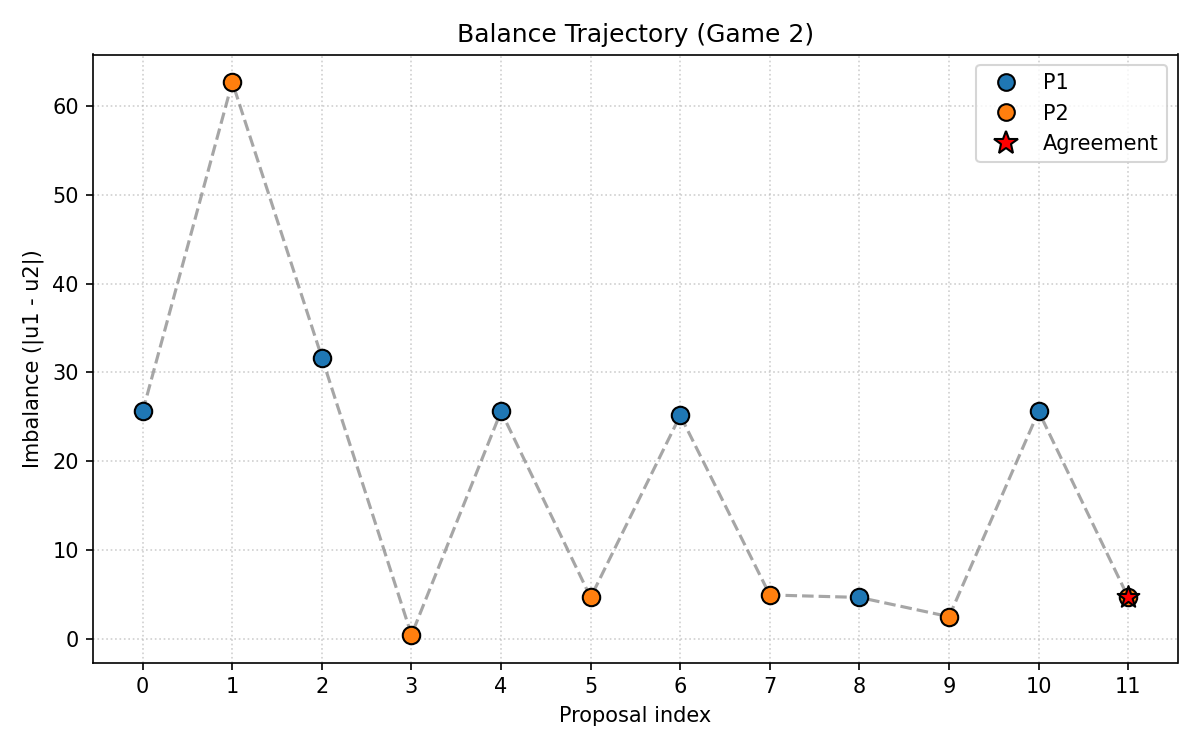 Balance Trajectory (Game 2)
P1
P2
Agreement
Imbalance (|u1 - u2|)
60
50
40
30
20
10
0
0 1 2 3 4 5 6 7 8 9 10 11
Proposal index